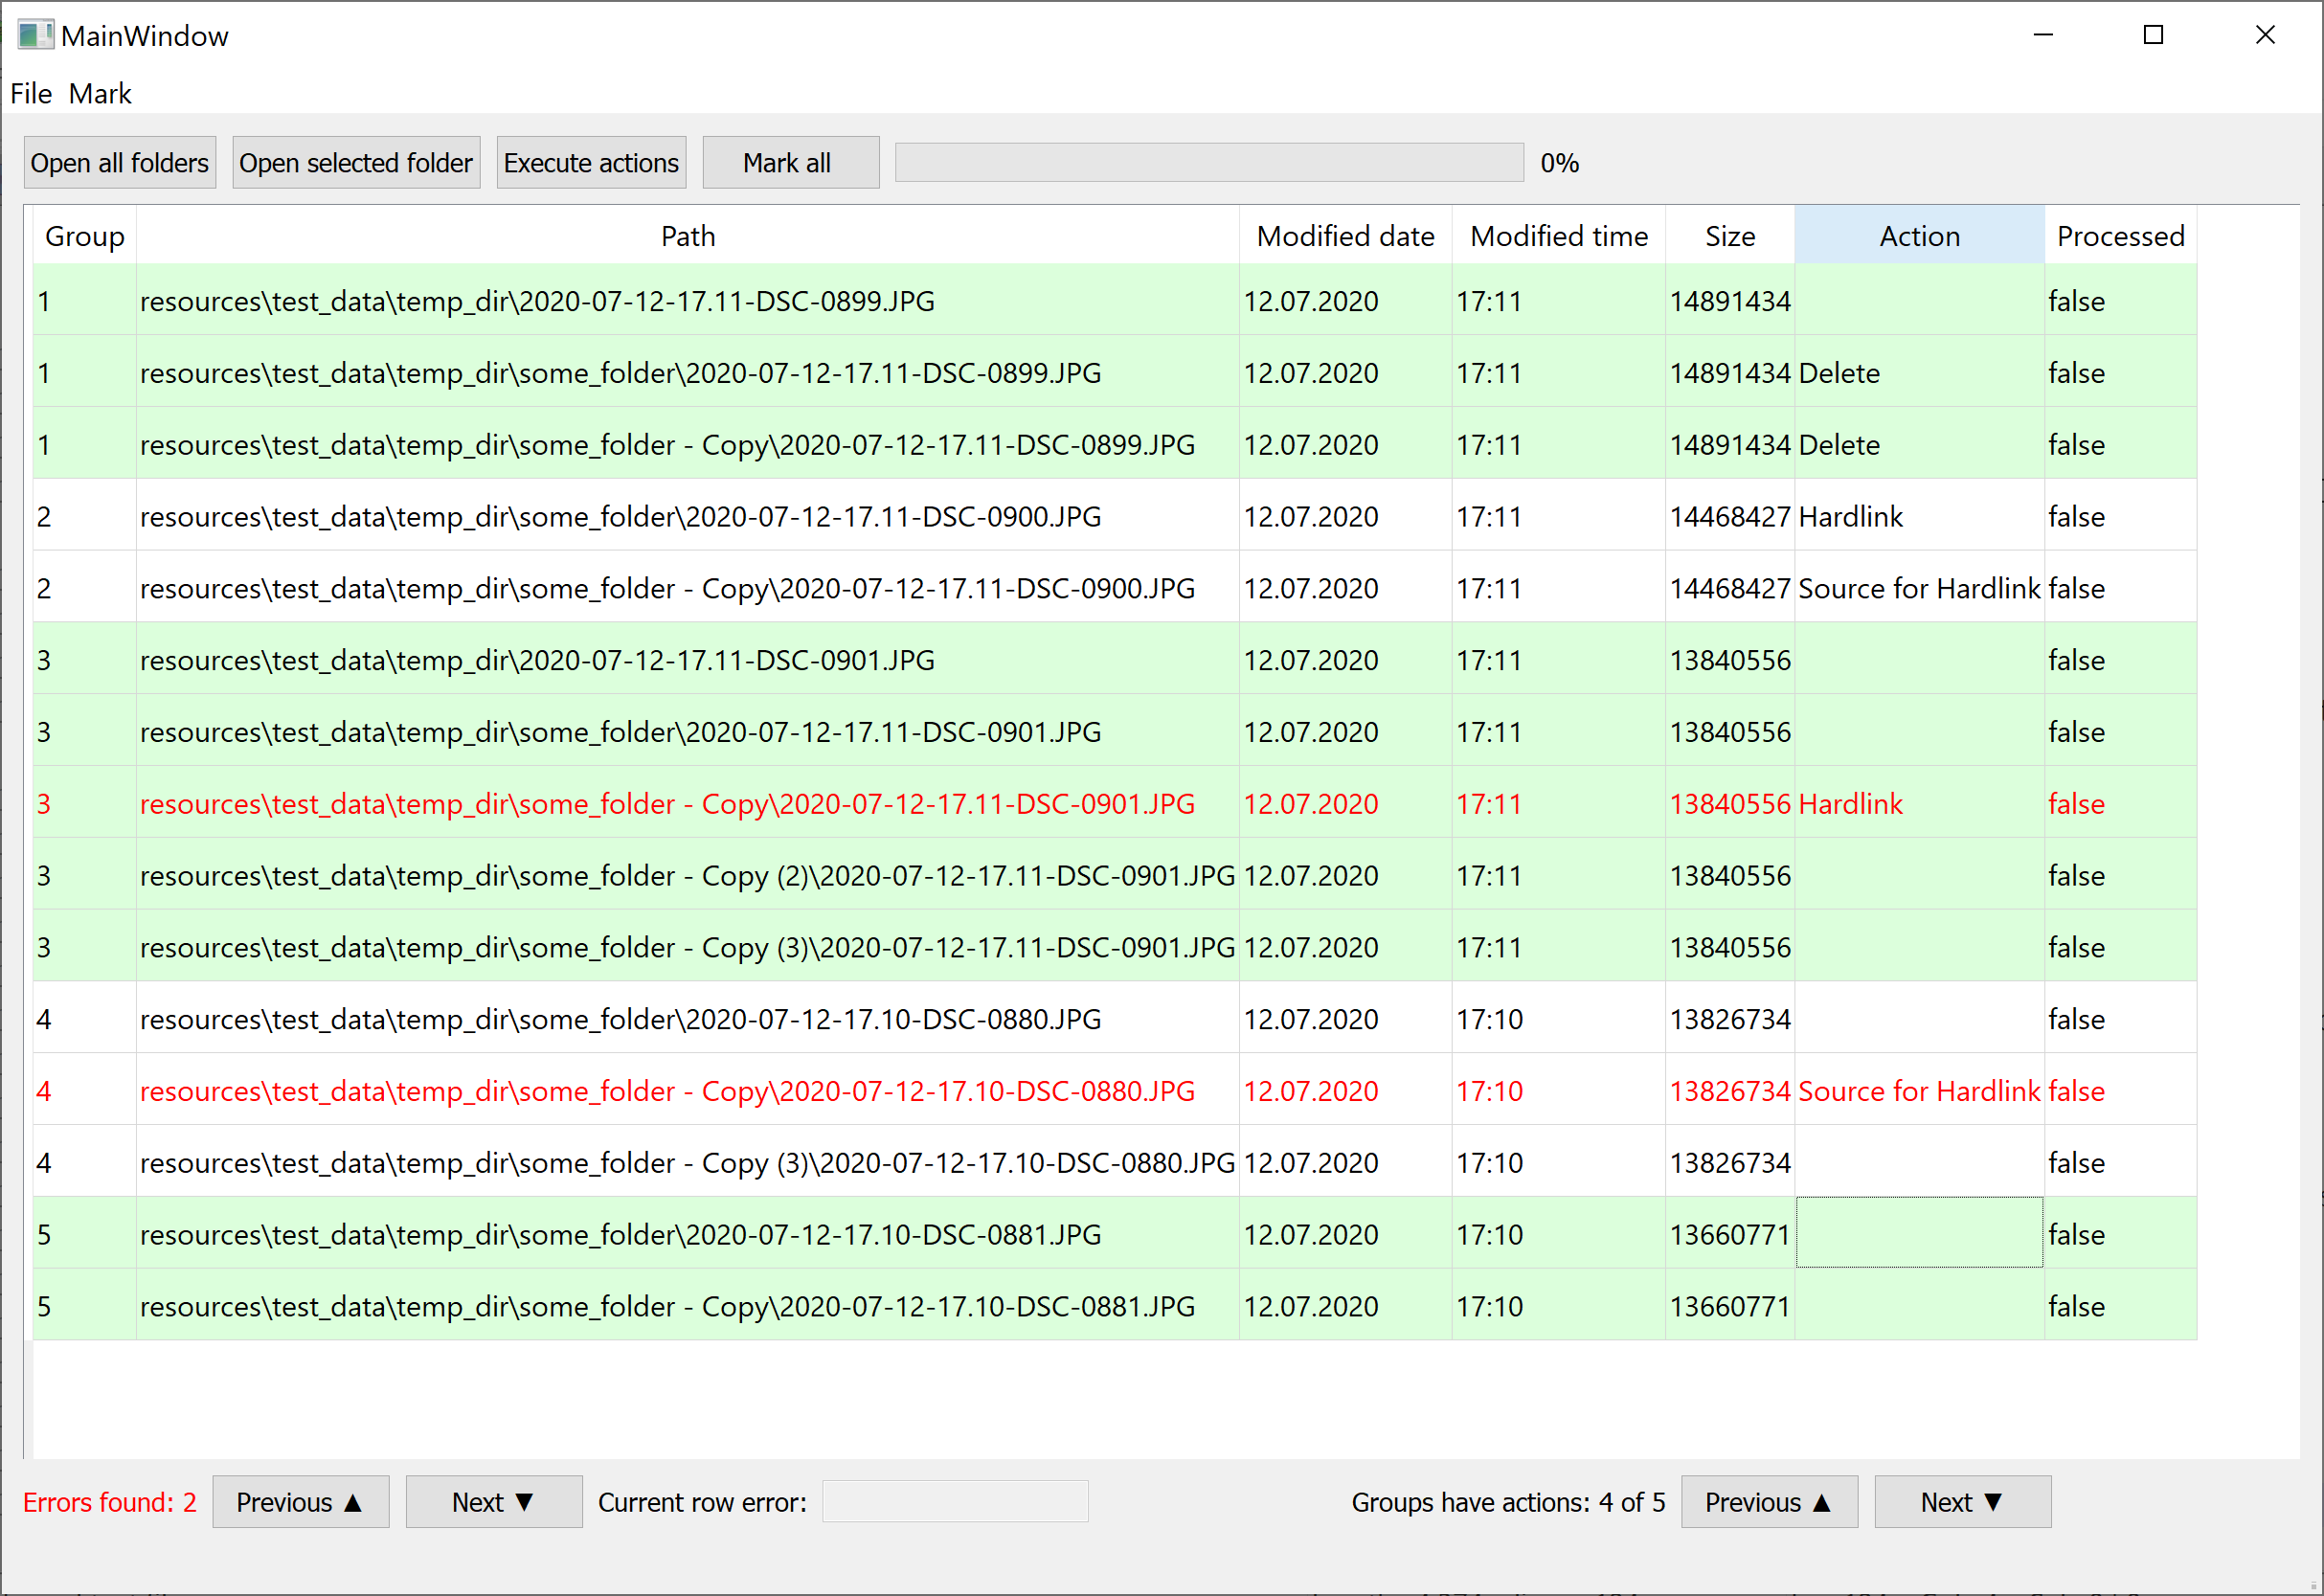 MainWindow
File Mark
Open all folders Open selected folder Execute actions Mark all 0%
Group Path Modified date Modified time Size Action Processed
1 resources\test_data\temp_dir\2020-07-12-17.11-DSC-0899.JPG 12.07.2020 17:11 14891434 false
1 resources\test_data\temp_dir\some_folder\2020-07-12-17.11-DSC-0899.JPG 12.07.2020 17:11 14891434 Delete false
1 resources\test_data\temp_dir\some_folder - Copy\2020-07-12-17.11-DSC-0899.JPG 12.07.2020 17:11 14891434 Delete false
2 resources\test_data\temp_dir\some_folder\2020-07-12-17.11-DSC-0900.JPG 12.07.2020 17:11 14468427 Hardlink false
2 resources\test_data\temp_dir\some_folder - Copy\2020-07-12-17.11-DSC-0900.JPG 12.07.2020 17:11 14468427 Source for Hardlink false
3 resources\test_data\temp_dir\2020-07-12-17.11-DSC-0901.JPG 12.07.2020 17:11 13840556 false
3 resources\test_data\temp_dir\some_folder\2020-07-12-17.11-DSC-0901.JPG 12.07.2020 17:11 13840556 false
3 resources\test_data\temp_dir\some_folder - Copy\2020-07-12-17.11-DSC-0901.JPG 12.07.2020 17:11 13840556 Hardlink false
3 resources\test_data\temp_dir\some_folder - Copy (2)\2020-07-12-17.11-DSC-0901.JPG 12.07.2020 17:11 13840556 false
3 resources\test_data\temp_dir\some_folder - Copy (3)\2020-07-12-17.11-DSC-0901.JPG 12.07.2020 17:11 13840556 false
4 resources\test_data\temp_dir\some_folder\2020-07-12-17.10-DSC-0880.JPG 12.07.2020 17:10 13826734 false
4 resources\test_data\temp_dir\some_folder - Copy\2020-07-12-17.10-DSC-0880.JPG 12.07.2020 17:10 13826734 Source for Hardlink false
4 resources\test_data\temp_dir\some_folder - Copy (3)\2020-07-12-17.10-DSC-0880.JPG 12.07.2020 17:10 13826734 false
5 resources\test_data\temp_dir\some_folder\2020-07-12-17.10-DSC-0881.JPG 12.07.2020 17:10 13660771 false
5 resources\test_data\temp_dir\some_folder - Copy\2020-07-12-17.10-DSC-0881.JPG 12.07.2020 17:10 13660771 false
Errors found: 2 Previous ▲ Next ▼ Current row error: Groups have actions: 4 of 5 Previous ▲ Next ▼